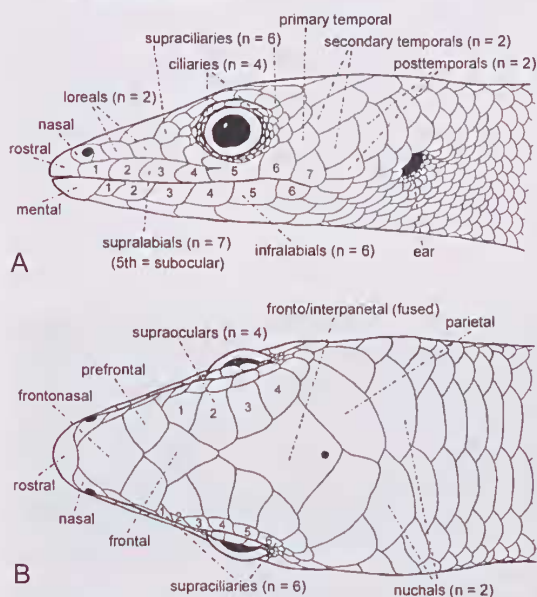 primary temporal
supraciliaries (n = 6)
secondary temporals (n = 2)
ciliaries (n = 4)
posttemporals (n = 2)
loreals (n = 2)
nasal
rostral
1 2 3 4 5 6 7
mental
1 2 3 4 5 6
supralabials (n = 7)
(5th = subocular)
infralabials (n = 6)
ear
A
fronto/interpanetal (fused)
supraoculars (n = 4)
parietal
prefrontal
frontonasal
1 2 3 4
rostral
nasal
frontal
1 2 3 4 5 6
supraciliaries (n = 6)
nuchals (n = 2)
B